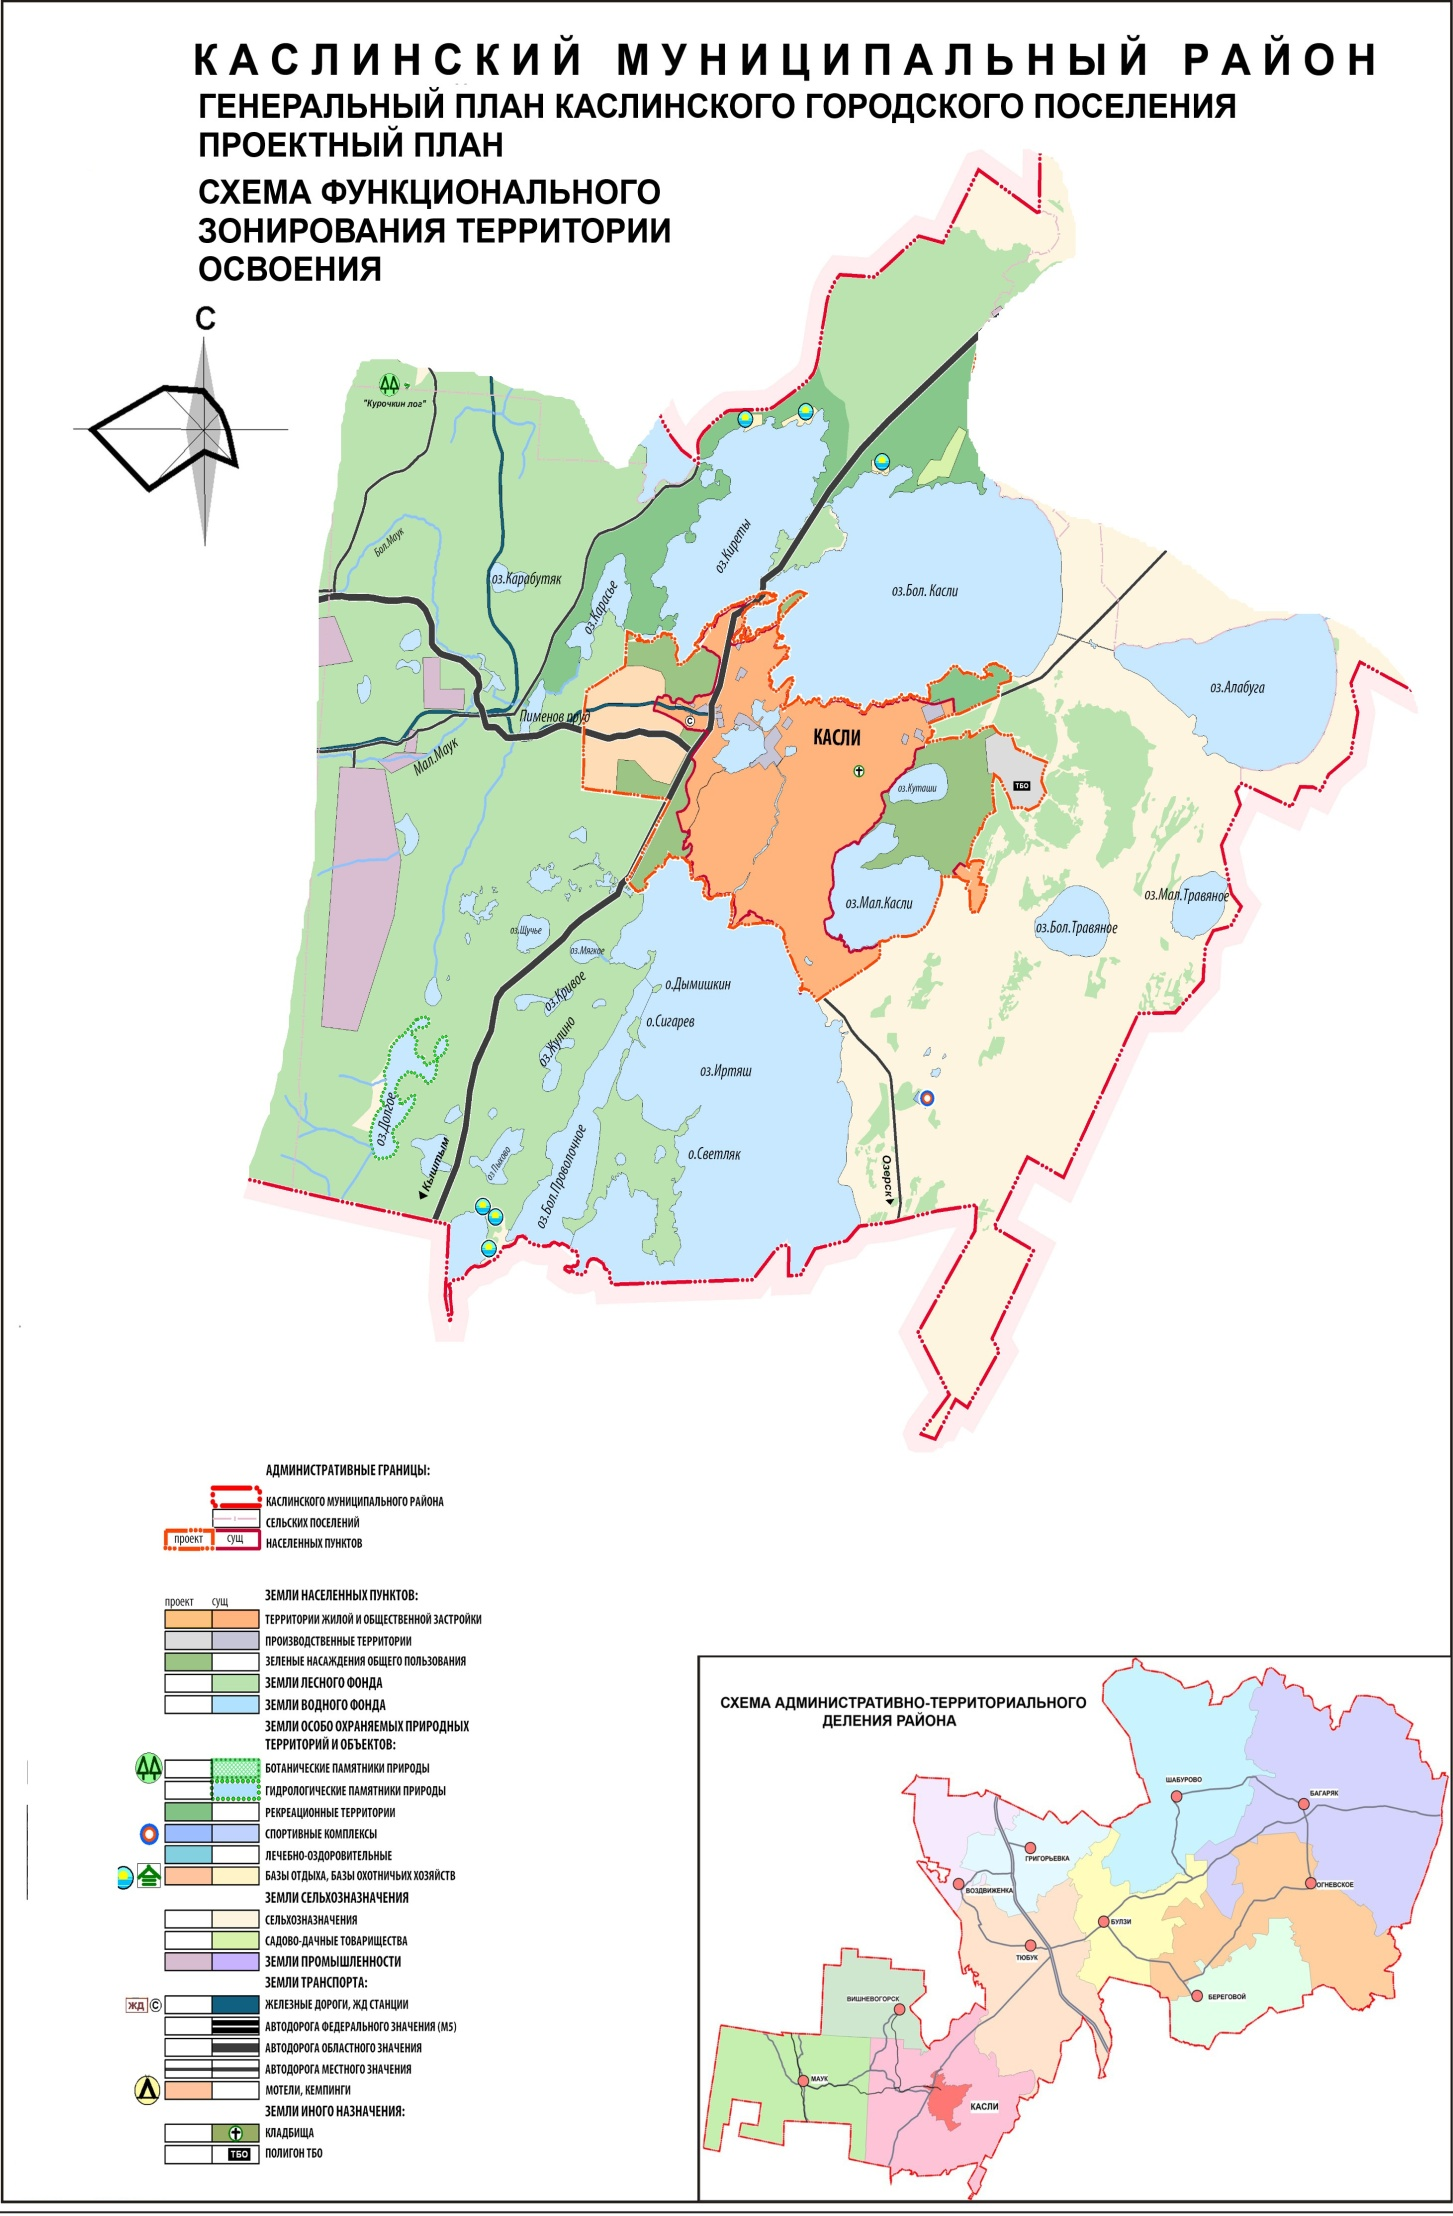 КАСЛИНСКИЙ МУНИЦИПАЛЬНЫЙ РАЙОН
ГЕНЕРАЛЬНЫЙ ПЛАН КАСЛИНСКОГО ГОРОДСКОГО ПОСЕЛЕНИЯ
ПРОЕКТНЫЙ ПЛАН
СХЕМА ФУНКЦИОНАЛЬНОГО
ЗОНИРОВАНИЯ ТЕРРИТОРИИ
ОСВОЕНИЯ
С
"Курочкин лог"
Бол.Маук
оз.Карабутяк
оз.Киреты
оз.Карасье
оз.Бол. Касли
оз.Алабуга
Пименов пруд
Мал.Маук
С
КАСЛИ
оз.Куташи
ТБО
оз.Мал.Касли
оз.Мал.Травяное
оз.Бол.Травяное
оз.Щучье
оз.Мягкое
оз.Кривое
о.Дымишкин
о.Сигарев
оз.Жулино
оз.Иртяш
оз.Долгое
о.Светляк
Кыштым
оз.Пыхово
оз.Бол.Проволочное
Озерск
АДМИНИСТРАТИВНЫЕ ГРАНИЦЫ:
КАСЛИНСКОГО МУНИЦИПАЛЬНОГО РАЙОНА
СЕЛЬСКИХ ПОСЕЛЕНИЙ
проект сущ НАСЕЛЕННЫХ ПУНКТОВ
ЗЕМЛИ НАСЕЛЕННЫХ ПУНКТОВ:
проект сущ
ТЕРРИТОРИИ ЖИЛОЙ И ОБЩЕСТВЕННОЙ ЗАСТРОЙКИ
ПРОИЗВОДСТВЕННЫЕ ТЕРРИТОРИИ
ЗЕЛЕНЫЕ НАСАЖДЕНИЯ ОБЩЕГО ПОЛЬЗОВАНИЯ
ЗЕМЛИ ЛЕСНОГО ФОНДА
ЗЕМЛИ ВОДНОГО ФОНДА
ЗЕМЛИ ОСОБО ОХРАНЯЕМЫХ ПРИРОДНЫХ
ТЕРРИТОРИЙ И ОБЪЕКТОВ:
БОТАНИЧЕСКИЕ ПАМЯТНИКИ ПРИРОДЫ
ГИДРОЛОГИЧЕСКИЕ ПАМЯТНИКИ ПРИРОДЫ
РЕКРЕАЦИОННЫЕ ТЕРРИТОРИИ
СПОРТИВНЫЕ КОМПЛЕКСЫ
ЛЕЧЕБНО-ОЗДОРОВИТЕЛЬНЫЕ
БАЗЫ ОТДЫХА, БАЗЫ ОХОТНИЧЬИХ ХОЗЯЙСТВ
ЗЕМЛИ СЕЛЬХОЗНАЗНАЧЕНИЯ
СЕЛЬХОЗНАЗНАЧЕНИЯ
САДОВО-ДАЧНЫЕ ТОВАРИЩЕСТВА
ЗЕМЛИ ПРОМЫШЛЕННОСТИ
ЗЕМЛИ ТРАНСПОРТА:
ЖД С ЖЕЛЕЗНЫЕ ДОРОГИ, ЖД СТАНЦИИ
АВТОДОРОГА ФЕДЕРАЛЬНОГО ЗНАЧЕНИЯ (М5)
АВТОДОРОГА ОБЛАСТНОГО ЗНАЧЕНИЯ
АВТОДОРОГА МЕСТНОГО ЗНАЧЕНИЯ
МОТЕЛИ, КЕМПИНГИ
ЗЕМЛИ ИНОГО НАЗНАЧЕНИЯ:
КЛАДБИЩА
ТБО ПОЛИГОН ТБО
СХЕМА АДМИНИСТРАТИВНО-ТЕРРИТОРИАЛЬНОГО
ДЕЛЕНИЯ РАЙОНА
ШАБУРОВО
БАГАРЯК
ГРИГОРЬЕВКА
ВОЗДВИЖЕНКА
ОГНЕВСКОЕ
БУЛЗИ
ТЮБУК
БЕРЕГОВОЙ
ВИШНЕВОГОРСК
МАУК
КАСЛИ